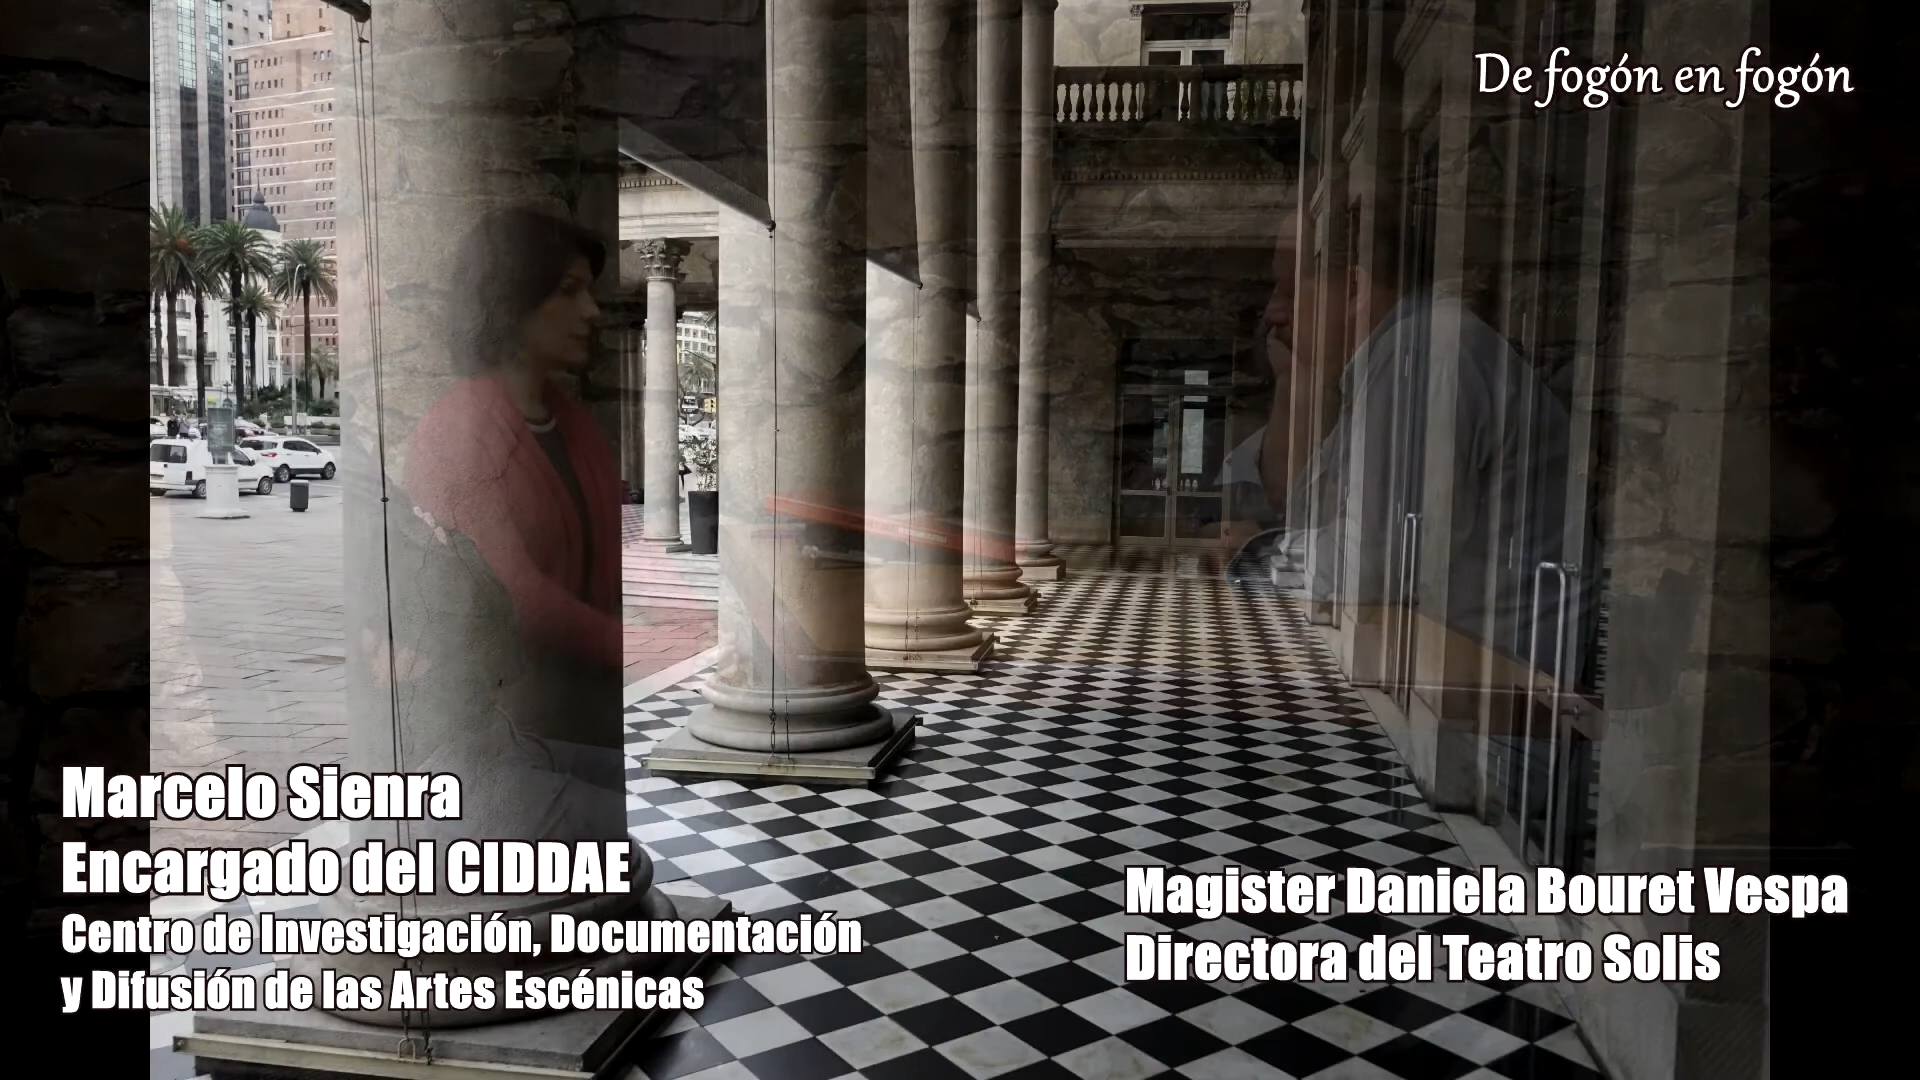 De fogón en fogón
Marcelo Sienra
Encargado del CIDDAE
Centro de Investigación, Documentación
y Difusión de las Artes Escénicas
Magister Daniela Bouret Vespa
Directora del Teatro Solis